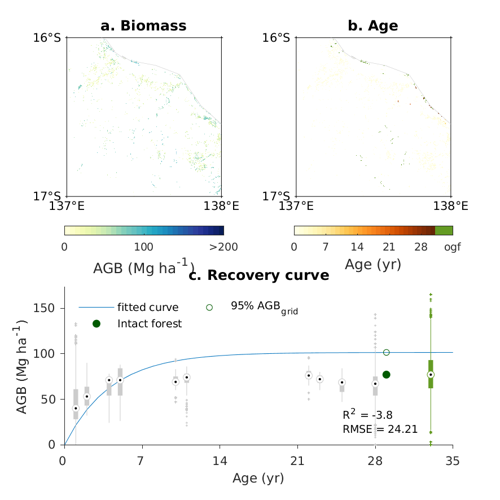 a. Biomass
b. Age
16°S
17°S
137°E
138°E
16°S
17°S
137°E
138°E
0
100
>200
AGB (Mg ha-1)
0
7
14
21
28
ogf
Age (yr)
c. Recovery curve
fitted curve
95% AGBgrid
Intact forest
150
100
50
0
AGB (Mg ha-1)
R2 = -3.8
RMSE = 24.21
0
7
14
21
28
35
Age (yr)